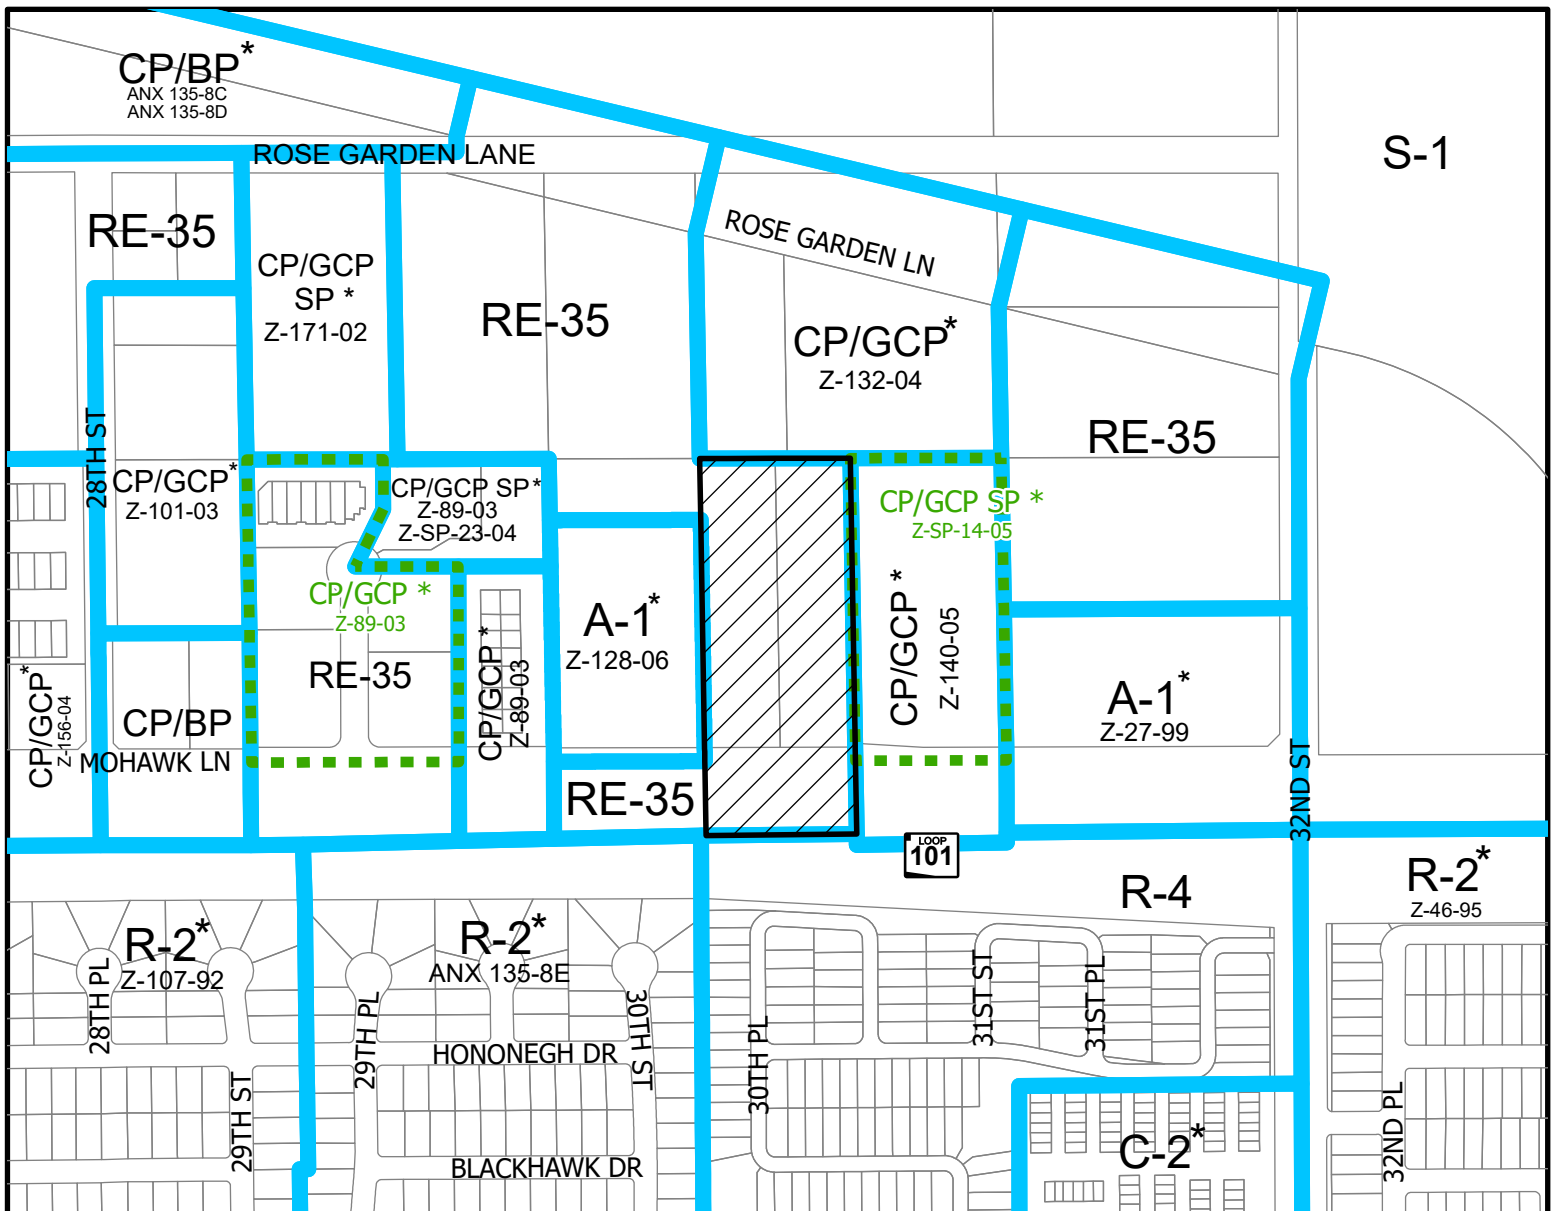 CP/BP*
ANX 135-8C
ANX 135-8D
ROSE GARDEN LANE
S-1
RE-35
CP/GCP
SP *
Z-171-02
RE-35
ROSE GARDEN LN
CP/GCP*
Z-132-04
RE-35
28TH ST
CP/GCP*
Z-101-03
CP/GCP SP*
Z-89-03
Z-SP-23-04
CP/GCP SP *
Z-SP-14-05
CP/GCP *
Z-89-03
RE-35
A-1*
Z-128-06
CP/GCP *
Z-140-05
CP/GCP*
Z-89-03
A-1*
Z-27-99
CP/GCP*
Z-156-04
CP/BP
MOHAWK LN
RE-35
32ND ST
LOOP
101
R-4
R-2*
Z-46-95
R-2*
Z-107-92
R-2*
ANX 135-8E
28TH PL
29TH PL
30TH ST
31ST ST
31ST PL
HONONEGH DR
30TH PL
29TH ST
32ND PL
C-2*
BLACKHAWK DR